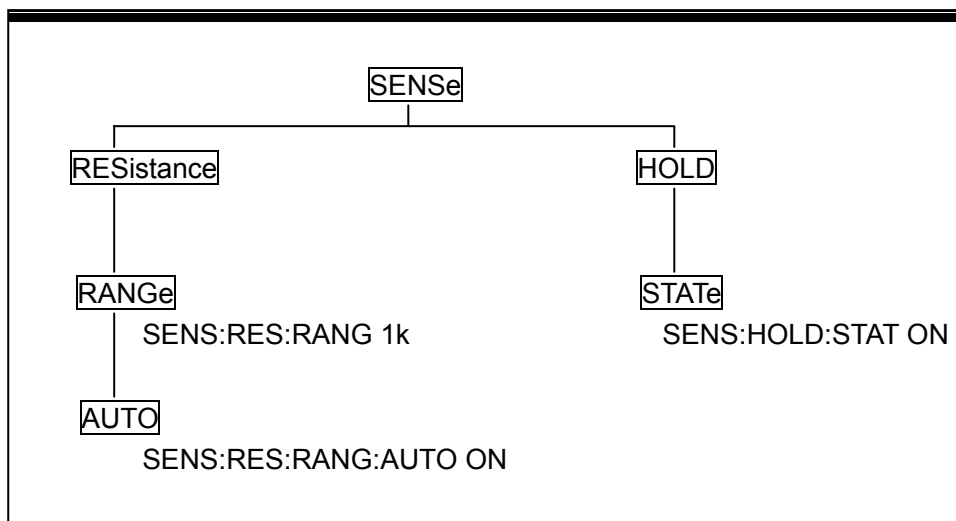 SENSe
RESistance
HOLD
RANGe
STATe
SENS:RES:RANG 1k
SENS:HOLD:STAT ON
AUTO
SENS:RES:RANG:AUTO ON